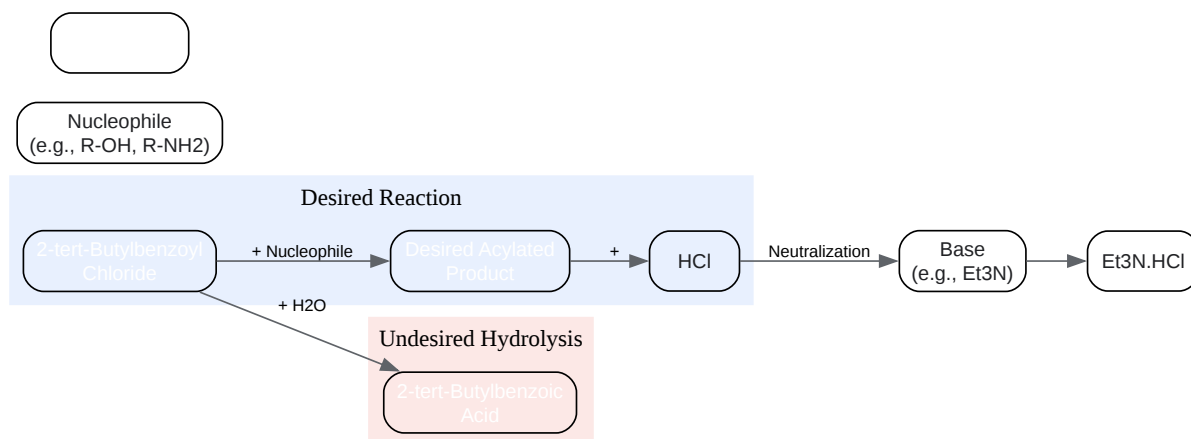 Nucleophile
(e.g., R-OH, R-NH2)
Desired Reaction
2-tert-Butylbenzoyl
Chloride
+ Nucleophile
Desired Acylated
Product
+
HCl
Neutralization
Base
(e.g., Et3N)
Et3N.HCl
+ H2O
Undesired Hydrolysis
2-tert-Butylbenzoic
Acid